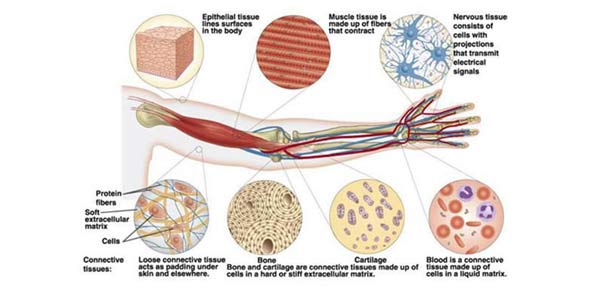 Epithelial tissue
lines surfaces
in the body
Muscle tissue is
made up of fibers
that contract
Nervous tissue
consists of
cells with
projections
that transmit
electrical
signals
Protein
fibers
Soft
extracellular
matrix
Cells
Connective
tissues:
Loose connective tissue
acts as padding under
skin and elsewhere.
Bone
Cartilage
Bone and cartilage are connective tissues made up of
cells in a hard or stiff extracellular matrix.
Blood is a connective
tissue made up of
cells in a liquid matrix.